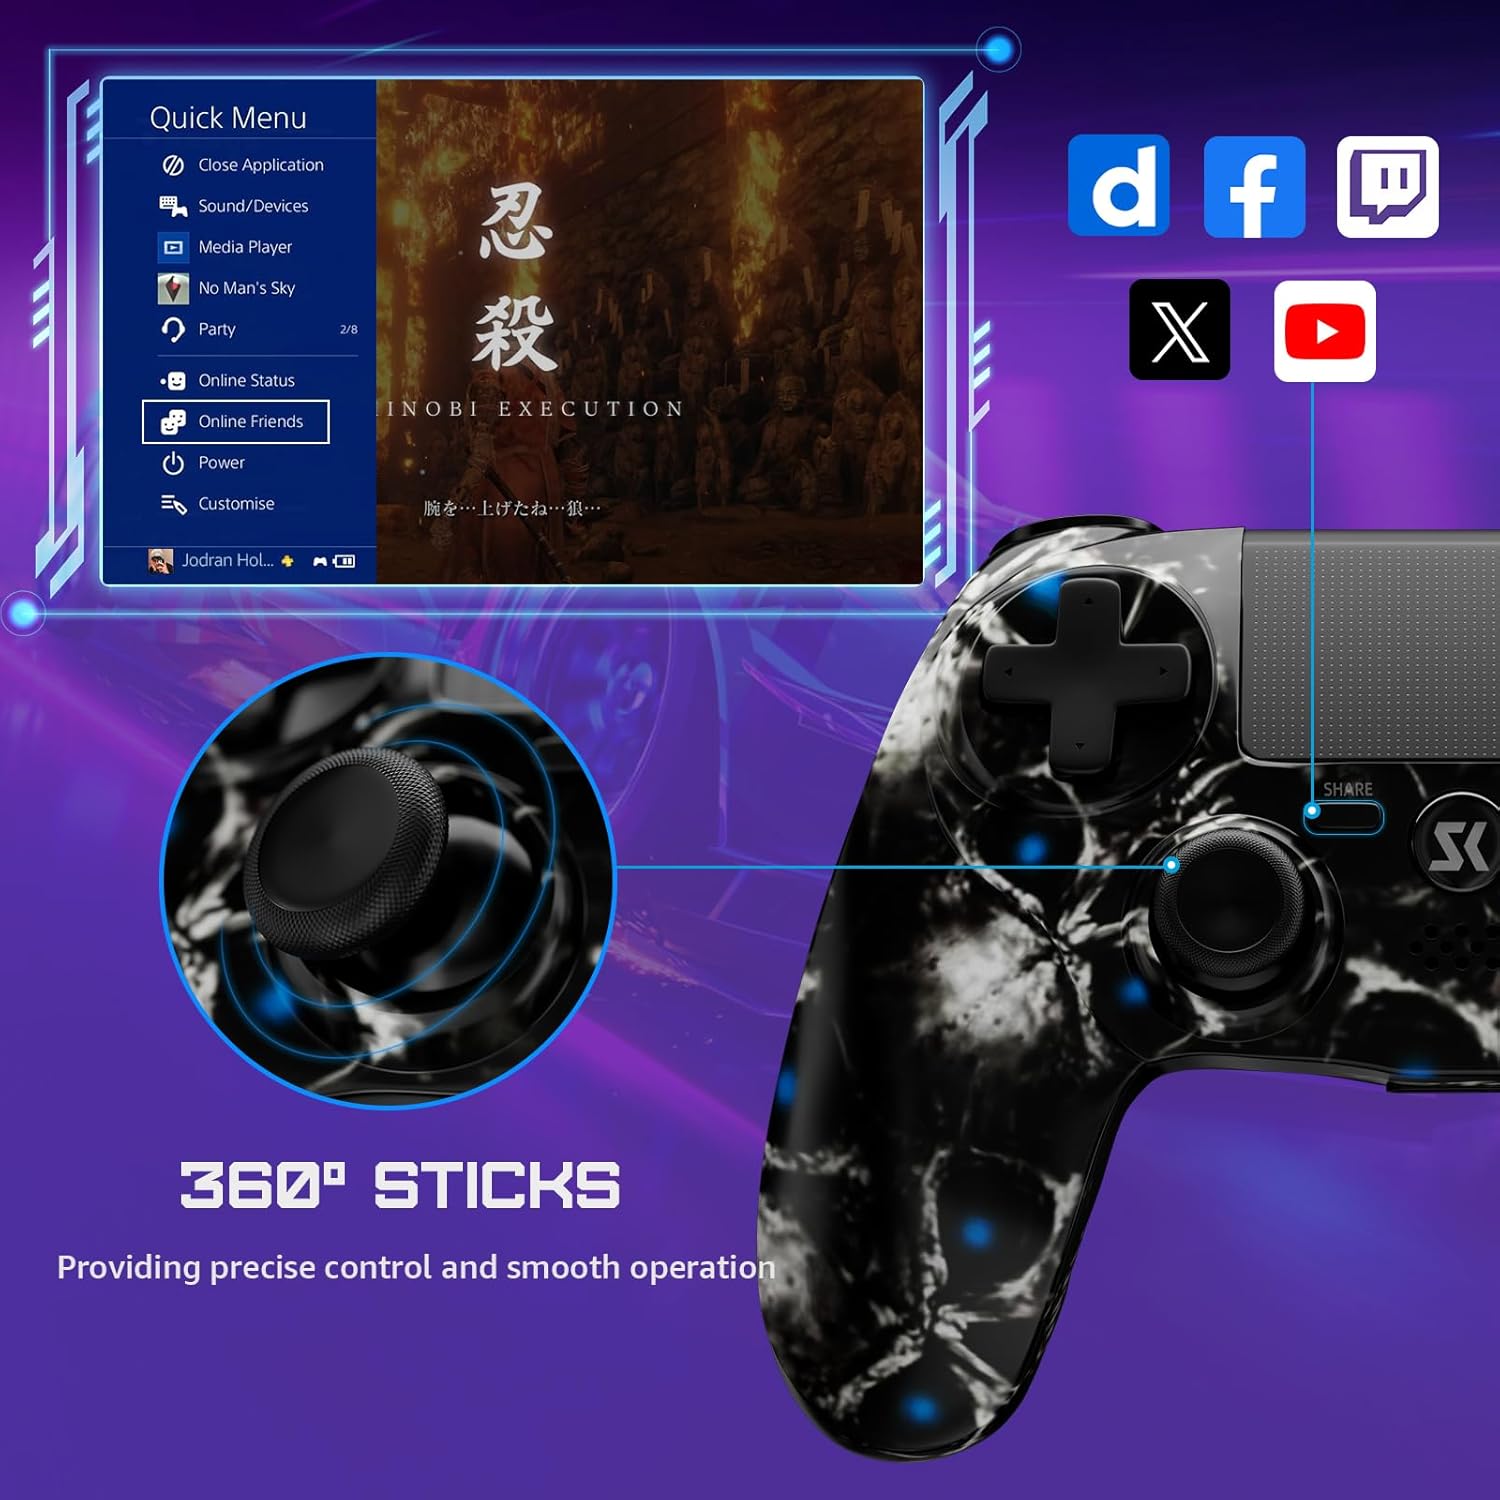 Quick Menu
Close Application
Sound/Devices
Media Player
No Man's Sky
Party 2/8
Online Status
Online Friends
Power
Customise
Jodran Hol...
忍
殺
INOBI EXECUTION
腕を…上げたね…狼…
d
f
X
SHARE
SK
360° STICKS
Providing precise control and smooth operation